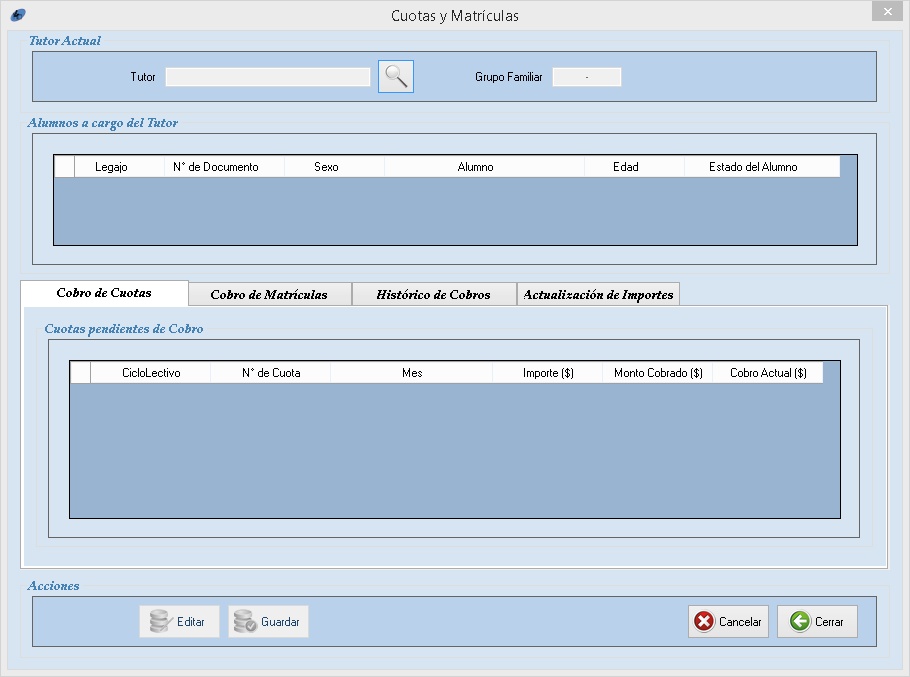 Cuotas y Matrículas
Tutor Actual
Tutor
Grupo Familiar
-
Alumnos a cargo del Tutor
Legajo N° de Documento Sexo Alumno Edad Estado del Alumno
Cobro de Cuotas Cobro de Matrículas Histórico de Cobros Actualización de Importes
Cuotas pendientes de Cobro
CicloLectivo N° de Cuota Mes Importe ($) Monto Cobrado ($) Cobro Actual ($)
Acciones
Editar Guardar Cancelar Cerrar